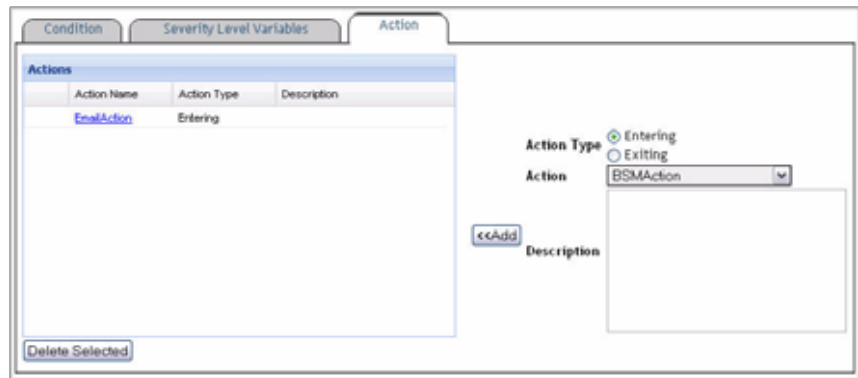 Condition Severity Level Variables Action
Actions
Action Name Action Type Description
EmailAction Entering
Action Type Entering
Exiting
Action BSMAction
<<Add
Description
Delete Selected